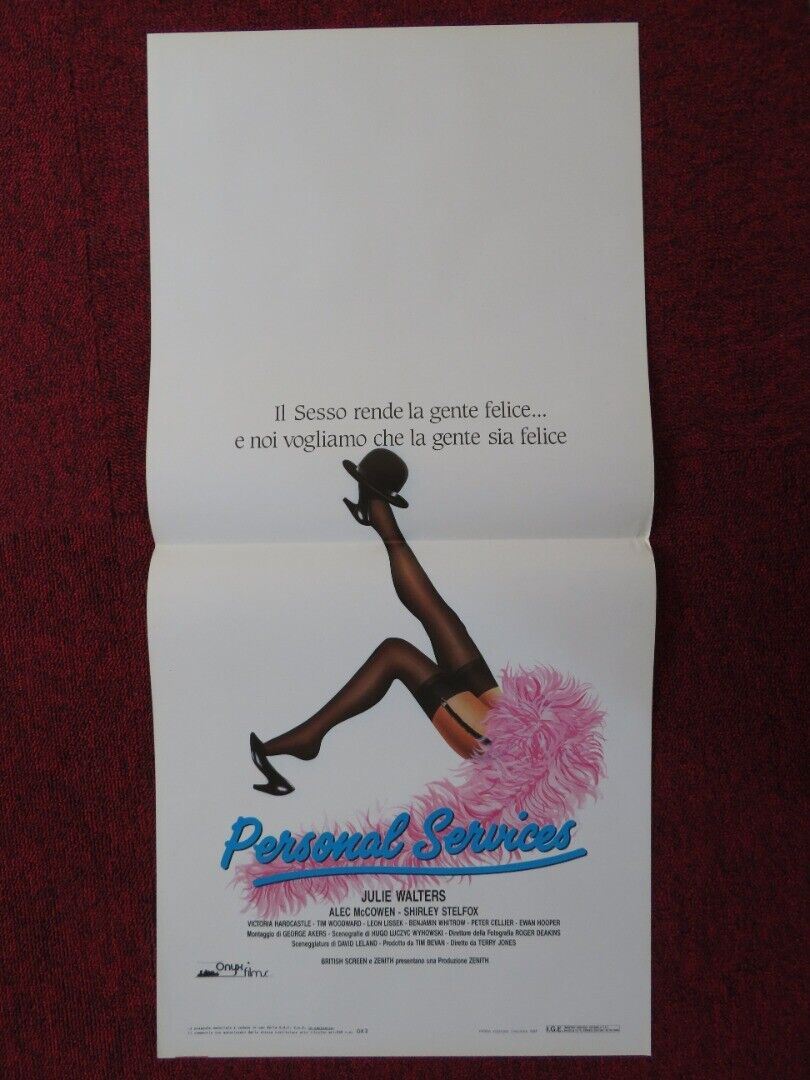 Il Sesso rende la gente felice...
e noi vogliamo che la gente sia felice
Personal Services
JULIE WALTERS
ALEC McCOWEN - SHIRLEY STELFOX
VICTORIA HARDCASTLE - TIM WOODWARD - LEON LISSEK - BENJAMIN WHITROW - PETER CELLIER - EWAN HOOPER
Montaggio di GEORGE AKERS - Scenografie di HUGO LUCZYC WYHOWSKI - Direttore della Fotografia ROGER DEAKINS
Sceneggiatura di DAVID LELAND - Prodotto da TIM BEVAN - Diretto da TERRY JONES
BRITISH SCREEN e ZENITH presentano una Produzione ZENITH
Onyx films
I.G.E.